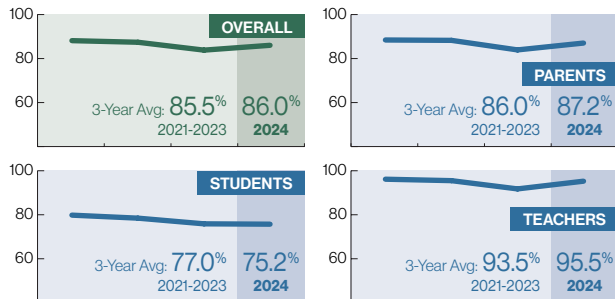 100
OVERALL
80
60
3-Year Avg: 85.5% 86.0%
2021-2023 2024
100
80
PARENTS
60
3-Year Avg: 86.0% 87.2%
2021-2023 2024
100
STUDENTS
80
60
3-Year Avg: 77.0% 75.2%
2021-2023 2024
100
80
TEACHERS
60
3-Year Avg: 93.5% 95.5%
2021-2023 2024